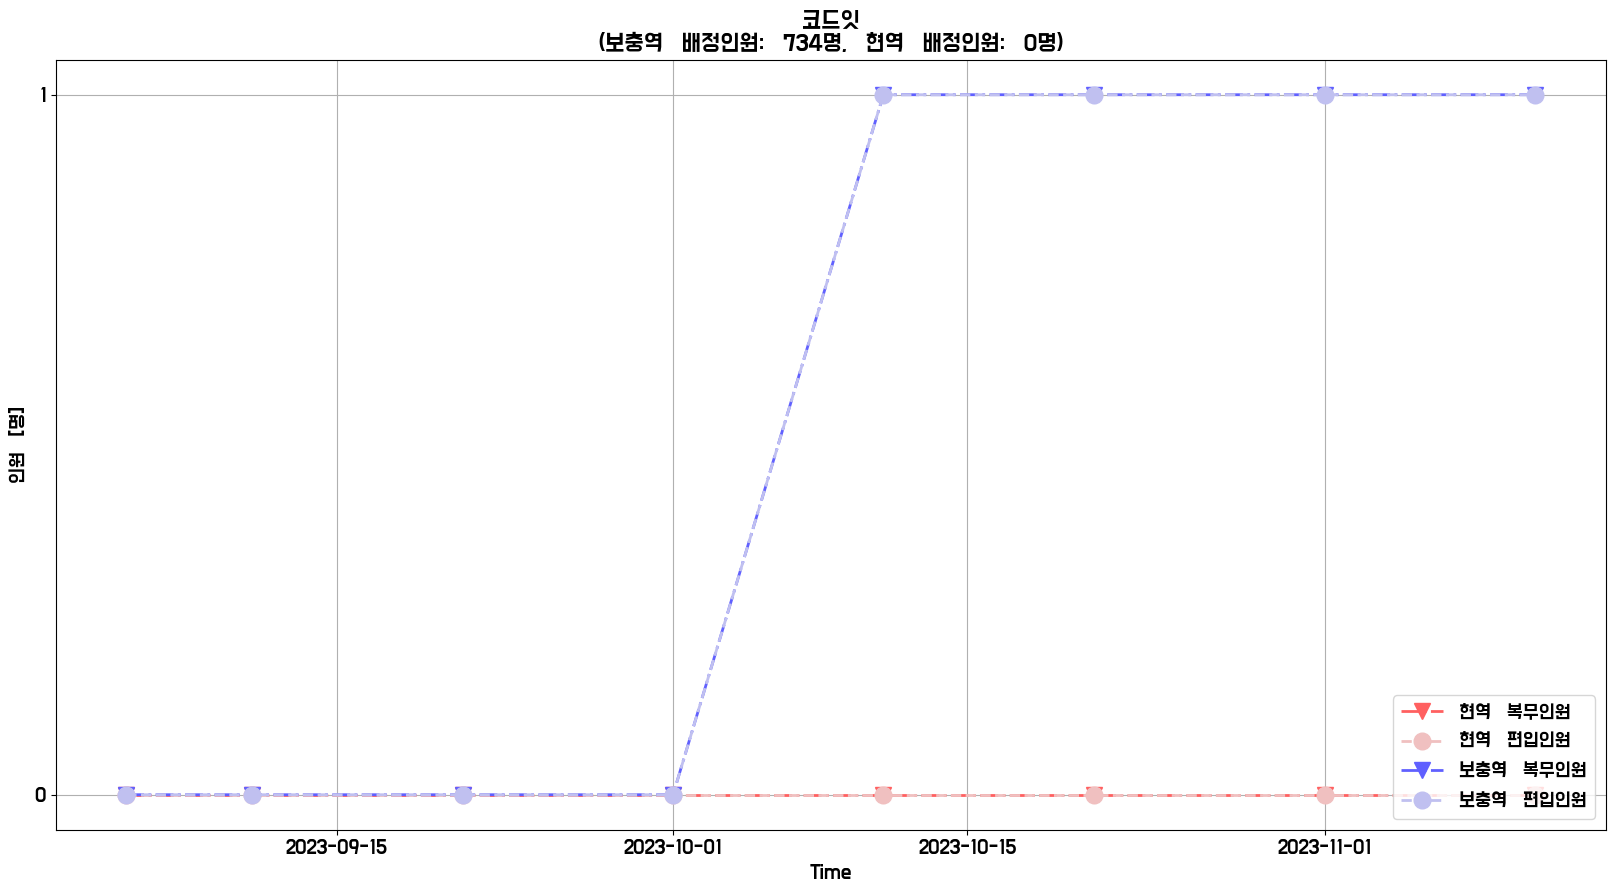 코드잇
(보충역 배정인원: 734명, 현역 배정인원: 0명)
1
0
인원 [명]
2023-09-15
2023-10-01
2023-10-15
2023-11-01
Time
현역 복무인원
현역 편입인원
보충역 복무인원
보충역 편입인원